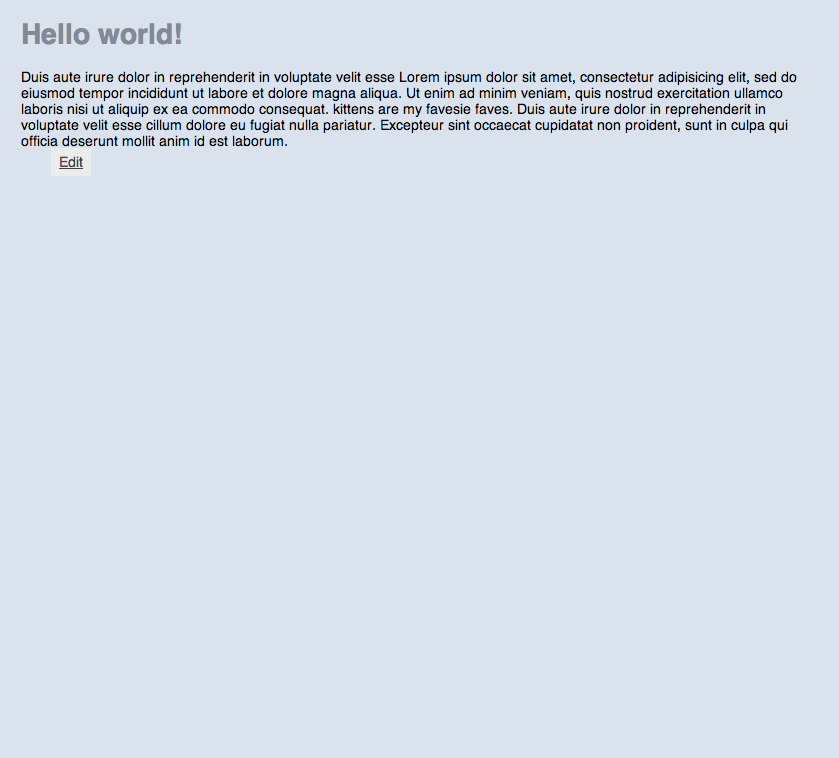 Hello world!
Duis aute irure dolor in reprehenderit in voluptate velit esse Lorem ipsum dolor sit amet, consectetur adipisicing elit, sed do
eiusmod tempor incididunt ut labore et dolore magna aliqua. Ut enim ad minim veniam, quis nostrud exercitation ullamco
laboris nisi ut aliquip ex ea commodo consequat. kittens are my favesie faves. Duis aute irure dolor in reprehenderit in
voluptate velit esse cillum dolore eu fugiat nulla pariatur. Excepteur sint occaecat cupidatat non proident, sunt in culpa qui
officia deserunt mollit anim id est laborum.
Edit